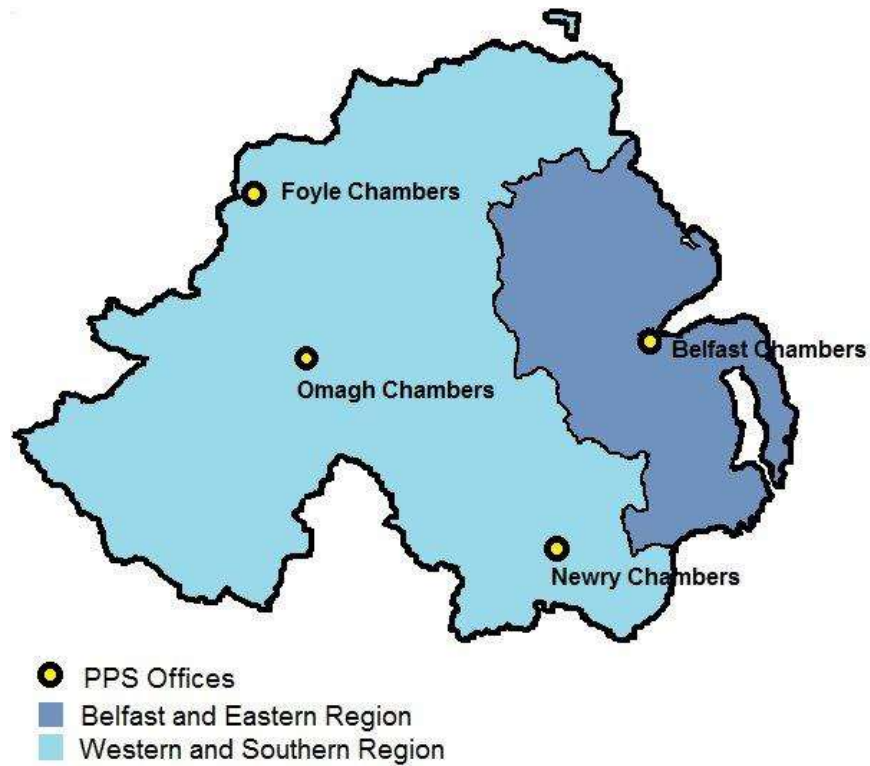 Foyle Chambers
Belfast Chambers
Omagh Chambers
Newry Chambers
PPS Offices
Belfast and Eastern Region
Western and Southern Region